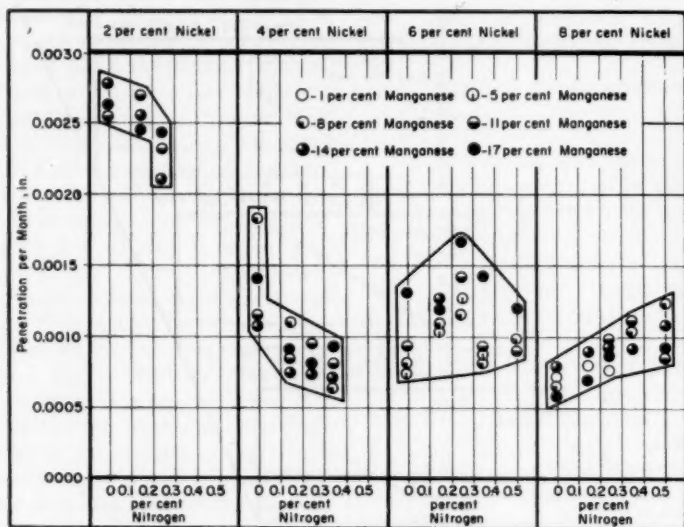 2 per cent Nickel 4 per cent Nickel 6 per cent Nickel 8 per cent Nickel
0.0030
0.0025
0.0020
0.0015
0.0010
0.0005
0000
Penetration per Month, in.
-1 per cent Manganese -5 per cent Manganese
-8 per cent Manganese -11 per cent Manganese
-14 per cent Manganese -17 per cent Manganese
0 0.1 0.2 0.3 0.4 0.5 0 0.1 0.2 0.3 0.4 0.5 0 0.1 0.2 0.3 0.4 0.5 0 0.1 0.2 0.3 0.4 0.5
per cent per cent percent per cent
Nitrogen Nitrogen Nitrogen Nitrogen